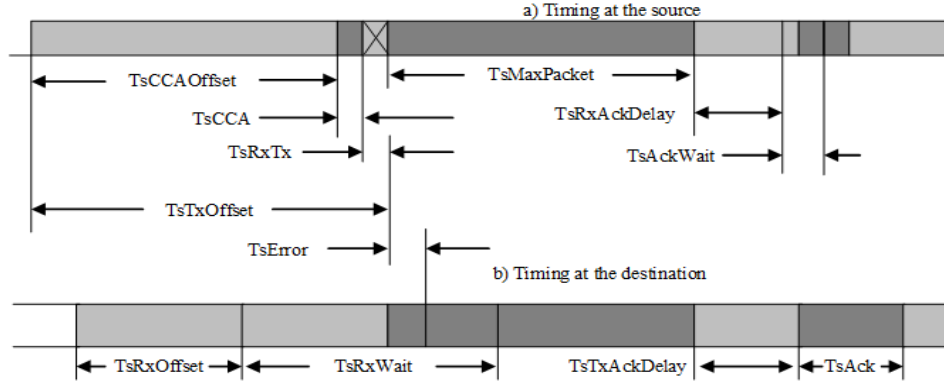 a) Timing at the source
TsCCAOffset
TsMaxPacket
TsCCA
TsRxAckDelay
TsRxTx
TsAckWait
TsTxOffset
TsError
b) Timing at the destination
TsRxOffset
TsRxWait
TsTxAckDelay
TsAck